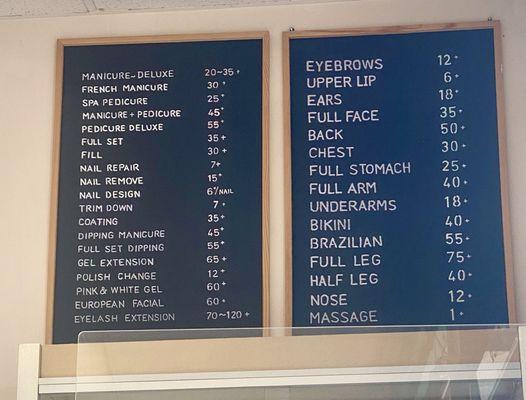 MANICURE-DELUXE 20-35+
FRENCH MANICURE 30+
SPA PEDICURE 25+
MANICURE + PEDICURE 45+
PEDICURE DELUXE 55+
FULL SET 35+
FILL 30+
NAIL REPAIR 7+
NAIL REMOVE 15+
NAIL DESIGN 6+/NAIL
TRIM DOWN 7+
COATING 35+
DIPPING MANICURE 45+
FULL SET DIPPING 55+
GEL EXTENSION 65+
POLISH CHANGE 12+
PINK & WHITE GEL 60+
EUROPEAN FACIAL 60+
EYELASH EXTENSION 70-120+
EYEBROWS 12+
UPPER LIP 6+
EARS 18+
FULL FACE 35+
BACK 50+
CHEST 30+
FULL STOMACH 25+
FULL ARM 40+
UNDERARMS 18+
BIKINI 40+
BRAZILIAN 55+
FULL LEG 75+
HALF LEG 40+
NOSE 12+
MASSAGE 1+